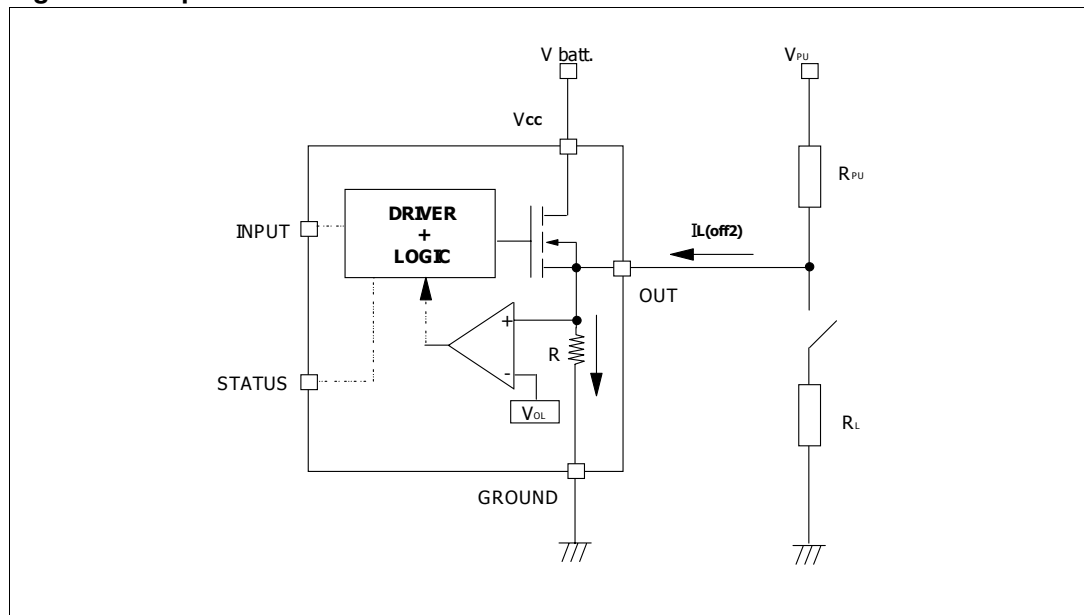 V batt.
VPU
Vcc
RPU
DRIVER
+
LOGIC
INPUT
IL(off2)
OUT
+
R
-
STATUS
VOL
RL
GROUND